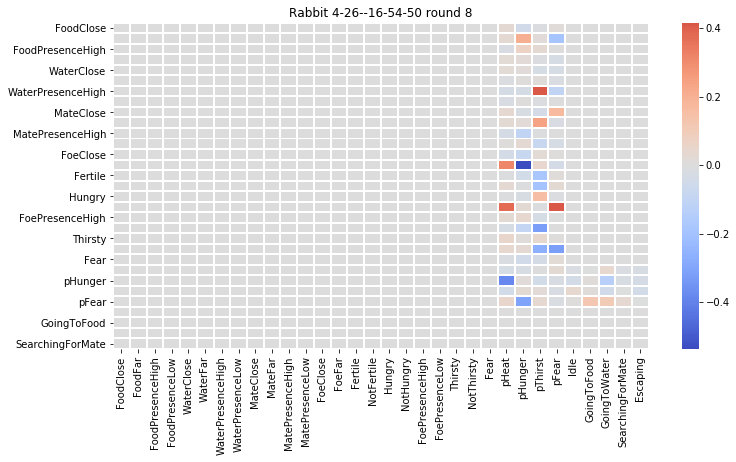 Rabbit 4-26--16-54-50 round 8
FoodClose
FoodPresenceHigh
WaterClose
WaterPresenceHigh
MateClose
MatePresenceHigh
FoeClose
Fertile
Hungry
FoePresenceHigh
Thirsty
Fear
pHunger
pFear
GoingToFood
SearchingForMate
FoodClose
FoodFar
FoodPresenceHigh
FoodPresenceLow
WaterClose
WaterFar
WaterPresenceHigh
WaterPresenceLow
MateClose
MateFar
MatePresenceHigh
MatePresenceLow
FoeClose
FoeFar
Fertile
NotFertile
Hungry
NotHungry
FoePresenceHigh
FoePresenceLow
Thirsty
NotThirsty
Fear
pHeat
pHunger
pThirst
pFear
Idle
GoingToFood
GoingToWater
SearchingForMate
Escaping
0.4
0.2
0.0
−0.2
−0.4